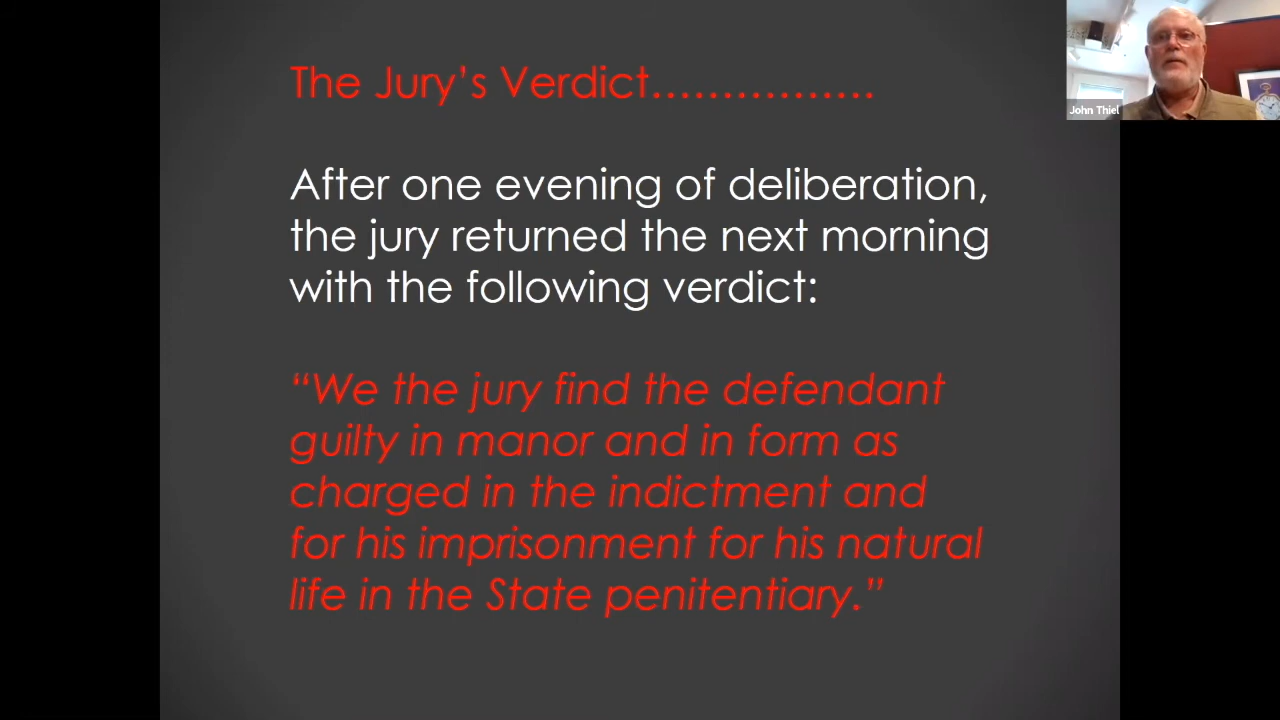 The Jury’s Verdict................
After one evening of deliberation,
the jury returned the next morning
with the following verdict:
“We the jury find the defendant
guilty in manor and in form as
charged in the indictment and
for his imprisonment for his natural
life in the State penitentiary.”
John Thiel